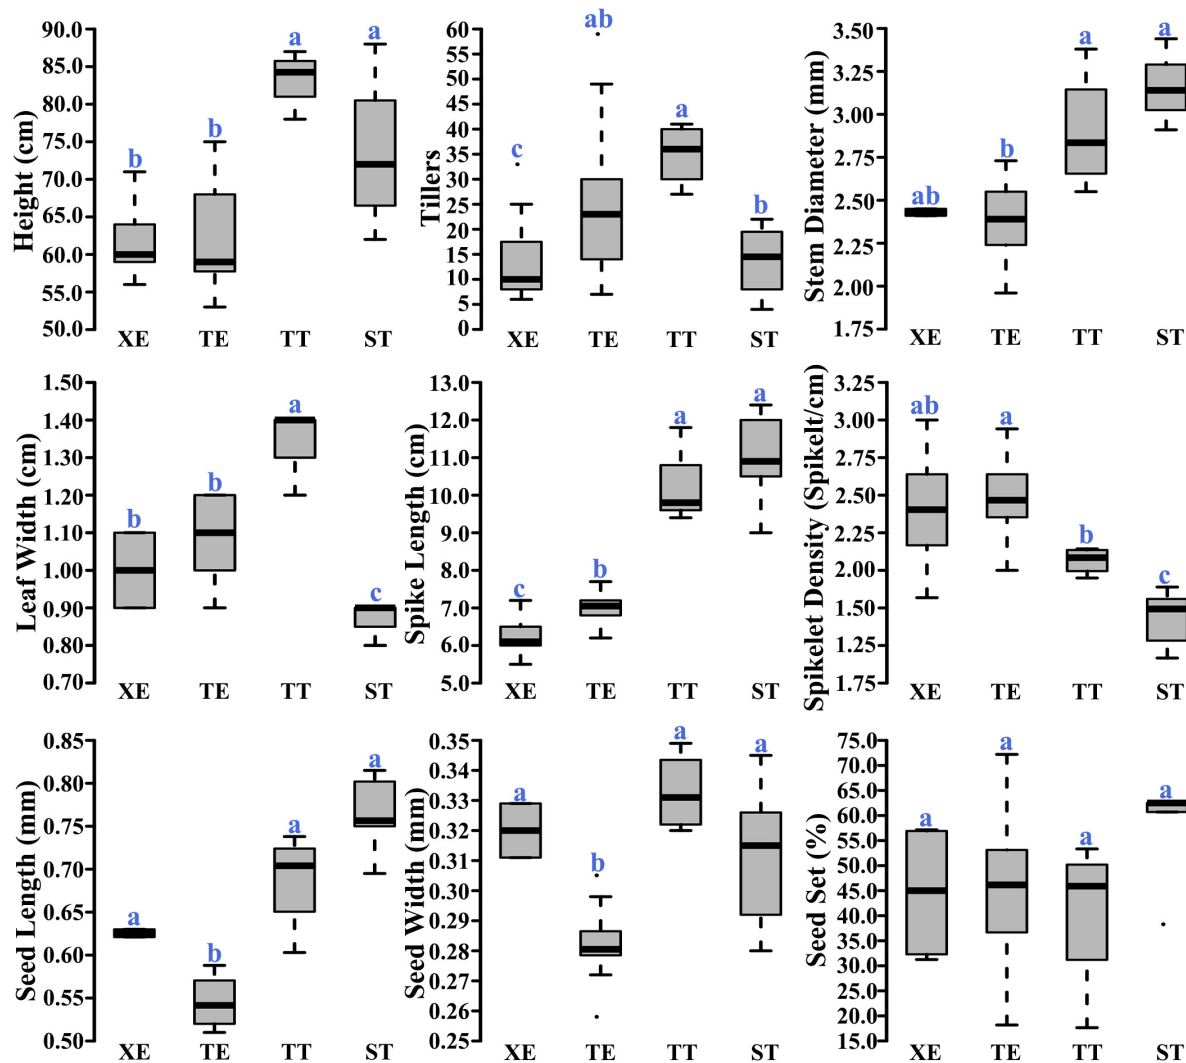 Height (cm)
90.0
85.0
80.0
75.0
70.0
65.0
60.0
55.0
50.0
b
b
a
a
XE TE TT ST
Tillers
60
55
50
45
40
35
30
25
20
15
10
5
0
c
ab
a
b
XE TE TT ST
Stem Diameter (mm)
3.50
3.25
3.00
2.75
2.50
2.25
2.00
1.75
ab
b
a
a
XE TE TT ST
Leaf Width (cm)
1.50
1.40
1.30
1.20
1.10
1.00
0.90
0.80
0.70
b
b
a
c
XE TE TT ST
Spike Length (cm)
13.0
12.0
11.0
10.0
9.0
8.0
7.0
6.0
5.0
c
b
a
a
XE TE TT ST
Spikelet Density (Spikelt/cm)
3.25
3.00
2.75
2.50
2.25
2.00
1.50
1.25
1.75
ab
a
b
c
XE TE TT ST
Seed Length (mm)
0.85
0.80
0.75
0.70
0.65
0.60
0.55
0.50
a
b
a
a
XE TE TT ST
Seed Width (mm)
0.35
0.34
0.33
0.32
0.31
0.30
0.29
0.28
0.27
0.26
0.25
a
b
a
a
XE TE TT ST
Seed Set (%)
75.0
70.0
65.0
60.0
55.0
50.0
45.0
40.0
35.0
30.0
25.0
20.0
15.0
a
a
a
a
XE TE TT ST